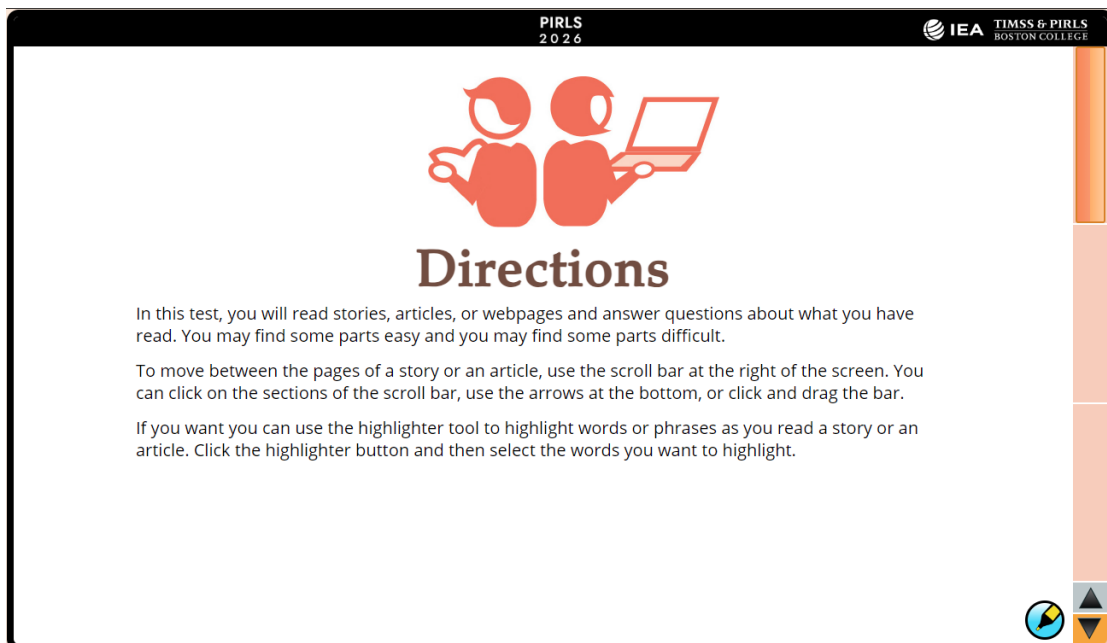 PIRLS
2026
IEA
TIMSS & PIRLS
BOSTON COLLEGE
Directions
In this test, you will read stories, articles, or webpages and answer questions about what you have
read. You may find some parts easy and you may find some parts difficult.
To move between the pages of a story or an article, use the scroll bar at the right of the screen. You
can click on the sections of the scroll bar, use the arrows at the bottom, or click and drag the bar.
If you want you can use the highlighter tool to highlight words or phrases as you read a story or an
article. Click the highlighter button and then select the words you want to highlight.